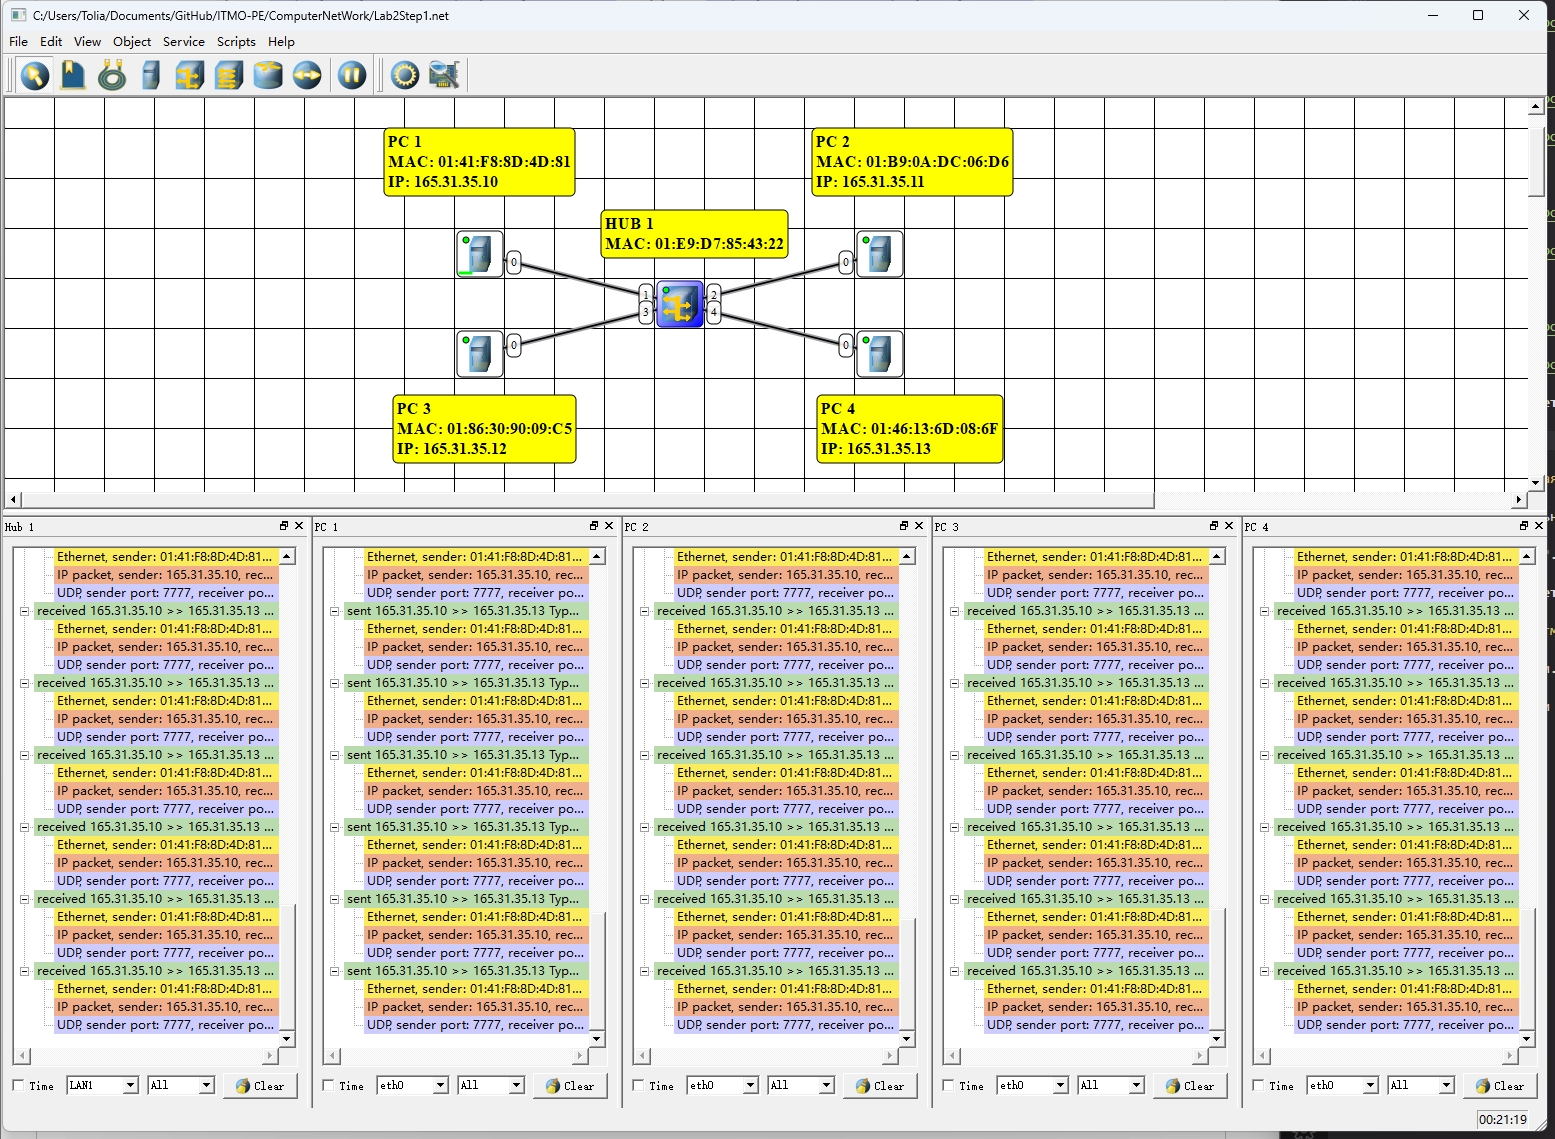 C:/Users/Tolia/Documents/GitHub/ITMO-PE/ComputerNetWork/Lab2Step1.net
File Edit View Object Service Scripts Help
PC 1
MAC: 01:41:F8:8D:4D:81
IP: 165.31.35.10
PC 2
MAC: 01:B9:0A:DC:06:D6
IP: 165.31.35.11
HUB 1
MAC: 01:E9:D7:85:43:22
0
0
1
2
3
4
0
0
PC 3
MAC: 01:86:30:90:09:C5
IP: 165.31.35.12
PC 4
MAC: 01:46:13:6D:08:6F
IP: 165.31.35.13
Hub 1
Ethernet, sender: 01:41:F8:8D:4D:81...
IP packet, sender: 165.31.35.10, rec...
UDP, sender port: 7777, receiver po...
received 165.31.35.10 >> 165.31.35.13 ...
Ethernet, sender: 01:41:F8:8D:4D:81...
IP packet, sender: 165.31.35.10, rec...
UDP, sender port: 7777, receiver po...
received 165.31.35.10 >> 165.31.35.13 ...
Ethernet, sender: 01:41:F8:8D:4D:81...
IP packet, sender: 165.31.35.10, rec...
UDP, sender port: 7777, receiver po...
received 165.31.35.10 >> 165.31.35.13 ...
Ethernet, sender: 01:41:F8:8D:4D:81...
IP packet, sender: 165.31.35.10, rec...
UDP, sender port: 7777, receiver po...
received 165.31.35.10 >> 165.31.35.13 ...
Ethernet, sender: 01:41:F8:8D:4D:81...
IP packet, sender: 165.31.35.10, rec...
UDP, sender port: 7777, receiver po...
received 165.31.35.10 >> 165.31.35.13 ...
Ethernet, sender: 01:41:F8:8D:4D:81...
IP packet, sender: 165.31.35.10, rec...
UDP, sender port: 7777, receiver po...
received 165.31.35.10 >> 165.31.35.13 ...
Ethernet, sender: 01:41:F8:8D:4D:81...
IP packet, sender: 165.31.35.10, rec...
UDP, sender port: 7777, receiver po...
Time LAN1 All Clear
PC 1
Ethernet, sender: 01:41:F8:8D:4D:81...
IP packet, sender: 165.31.35.10, rec...
UDP, sender port: 7777, receiver po...
sent 165.31.35.10 >> 165.31.35.13 Typ...
Ethernet, sender: 01:41:F8:8D:4D:81...
IP packet, sender: 165.31.35.10, rec...
UDP, sender port: 7777, receiver po...
sent 165.31.35.10 >> 165.31.35.13 Typ...
Ethernet, sender: 01:41:F8:8D:4D:81...
IP packet, sender: 165.31.35.10, rec...
UDP, sender port: 7777, receiver po...
sent 165.31.35.10 >> 165.31.35.13 Typ...
Ethernet, sender: 01:41:F8:8D:4D:81...
IP packet, sender: 165.31.35.10, rec...
UDP, sender port: 7777, receiver po...
sent 165.31.35.10 >> 165.31.35.13 Typ...
Ethernet, sender: 01:41:F8:8D:4D:81...
IP packet, sender: 165.31.35.10, rec...
UDP, sender port: 7777, receiver po...
sent 165.31.35.10 >> 165.31.35.13 Typ...
Ethernet, sender: 01:41:F8:8D:4D:81...
IP packet, sender: 165.31.35.10, rec...
UDP, sender port: 7777, receiver po...
sent 165.31.35.10 >> 165.31.35.13 Typ...
Ethernet, sender: 01:41:F8:8D:4D:81...
IP packet, sender: 165.31.35.10, rec...
UDP, sender port: 7777, receiver po...
Time eth0 All Clear
PC 2
Ethernet, sender: 01:41:F8:8D:4D:81...
IP packet, sender: 165.31.35.10, rec...
UDP, sender port: 7777, receiver po...
received 165.31.35.10 >> 165.31.35.13 ...
Ethernet, sender: 01:41:F8:8D:4D:81...
IP packet, sender: 165.31.35.10, rec...
UDP, sender port: 7777, receiver po...
received 165.31.35.10 >> 165.31.35.13 ...
Ethernet, sender: 01:41:F8:8D:4D:81...
IP packet, sender: 165.31.35.10, rec...
UDP, sender port: 7777, receiver po...
received 165.31.35.10 >> 165.31.35.13 ...
Ethernet, sender: 01:41:F8:8D:4D:81...
IP packet, sender: 165.31.35.10, rec...
UDP, sender port: 7777, receiver po...
received 165.31.35.10 >> 165.31.35.13 ...
Ethernet, sender: 01:41:F8:8D:4D:81...
IP packet, sender: 165.31.35.10, rec...
UDP, sender port: 7777, receiver po...
received 165.31.35.10 >> 165.31.35.13 ...
Ethernet, sender: 01:41:F8:8D:4D:81...
IP packet, sender: 165.31.35.10, rec...
UDP, sender port: 7777, receiver po...
received 165.31.35.10 >> 165.31.35.13 ...
Ethernet, sender: 01:41:F8:8D:4D:81...
IP packet, sender: 165.31.35.10, rec...
UDP, sender port: 7777, receiver po...
Time eth0 All Clear
PC 3
Ethernet, sender: 01:41:F8:8D:4D:81...
IP packet, sender: 165.31.35.10, rec...
UDP, sender port: 7777, receiver po...
received 165.31.35.10 >> 165.31.35.13 ...
Ethernet, sender: 01:41:F8:8D:4D:81...
IP packet, sender: 165.31.35.10, rec...
UDP, sender port: 7777, receiver po...
received 165.31.35.10 >> 165.31.35.13 ...
Ethernet, sender: 01:41:F8:8D:4D:81...
IP packet, sender: 165.31.35.10, rec...
UDP, sender port: 7777, receiver po...
received 165.31.35.10 >> 165.31.35.13 ...
Ethernet, sender: 01:41:F8:8D:4D:81...
IP packet, sender: 165.31.35.10, rec...
UDP, sender port: 7777, receiver po...
received 165.31.35.10 >> 165.31.35.13 ...
Ethernet, sender: 01:41:F8:8D:4D:81...
IP packet, sender: 165.31.35.10, rec...
UDP, sender port: 7777, receiver po...
received 165.31.35.10 >> 165.31.35.13 ...
Ethernet, sender: 01:41:F8:8D:4D:81...
IP packet, sender: 165.31.35.10, rec...
UDP, sender port: 7777, receiver po...
received 165.31.35.10 >> 165.31.35.13 ...
Ethernet, sender: 01:41:F8:8D:4D:81...
IP packet, sender: 165.31.35.10, rec...
UDP, sender port: 7777, receiver po...
Time eth0 All Clear
PC 4
Ethernet, sender: 01:41:F8:8D:4D:81...
IP packet, sender: 165.31.35.10, rec...
UDP, sender port: 7777, receiver po...
received 165.31.35.10 >> 165.31.35.13 ...
Ethernet, sender: 01:41:F8:8D:4D:81...
IP packet, sender: 165.31.35.10, rec...
UDP, sender port: 7777, receiver po...
received 165.31.35.10 >> 165.31.35.13 ...
Ethernet, sender: 01:41:F8:8D:4D:81...
IP packet, sender: 165.31.35.10, rec...
UDP, sender port: 7777, receiver po...
received 165.31.35.10 >> 165.31.35.13 ...
Ethernet, sender: 01:41:F8:8D:4D:81...
IP packet, sender: 165.31.35.10, rec...
UDP, sender port: 7777, receiver po...
received 165.31.35.10 >> 165.31.35.13 ...
Ethernet, sender: 01:41:F8:8D:4D:81...
IP packet, sender: 165.31.35.10, rec...
UDP, sender port: 7777, receiver po...
received 165.31.35.10 >> 165.31.35.13 ...
Ethernet, sender: 01:41:F8:8D:4D:81...
IP packet, sender: 165.31.35.10, rec...
UDP, sender port: 7777, receiver po...
received 165.31.35.10 >> 165.31.35.13 ...
Ethernet, sender: 01:41:F8:8D:4D:81...
IP packet, sender: 165.31.35.10, rec...
UDP, sender port: 7777, receiver po...
Time eth0 All Clear
00:21:19